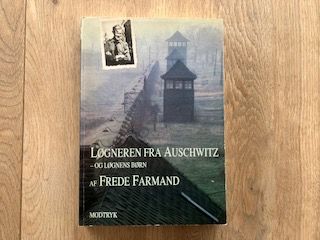 LØGNEREN FRA AUSCHWITZ
– OG LØGNENS BØRN
AF FREDE FARMAND
MODTRYK